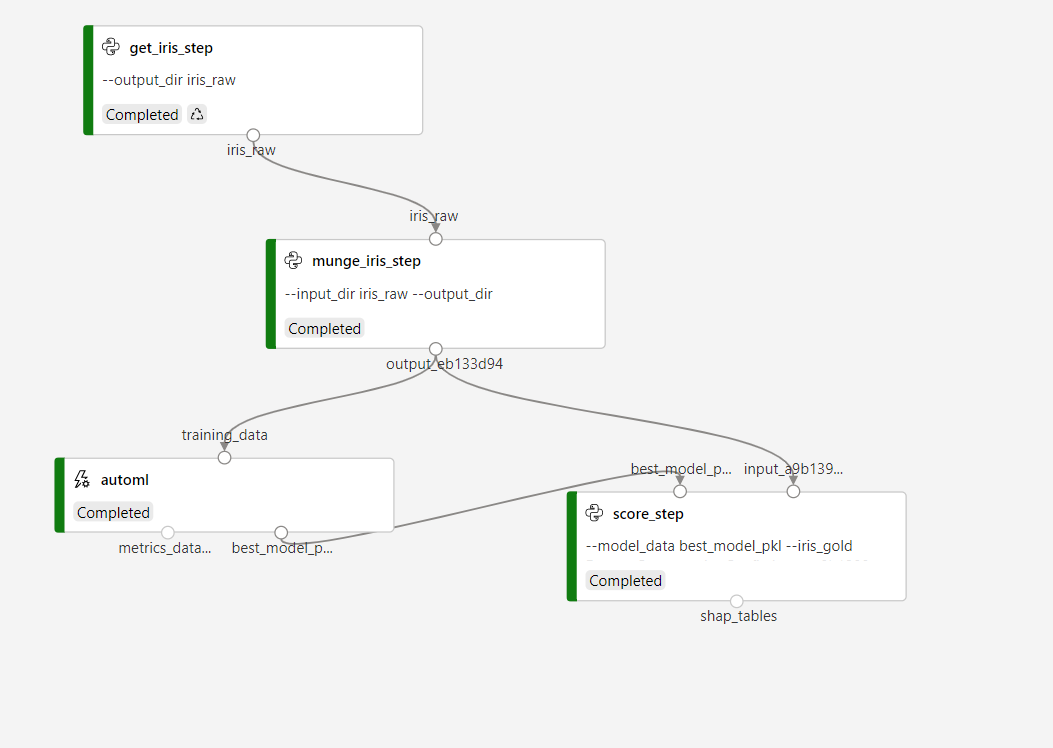 get_iris_step
--output_dir iris_raw
Completed
iris_raw
iris_raw
munge_iris_step
--input_dir iris_raw --output_dir
Completed
output_eb133d94
training_data
automl
Completed
metrics_data...
best_model_p...
best_model_p...
input_a9b139...
score_step
--model_data best_model_pkl --iris_gold
Completed
shap_tables